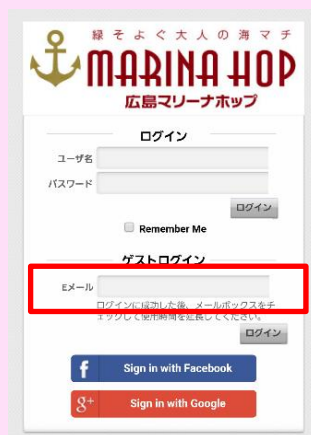 緑そよぐ大人の海マチ
MARINA HOP
広島マリーナホップ
ログイン
ユーザ名
パスワード
ログイン
Remember Me
ゲストログイン
Eメール
ログインに成功した後、メールボックスをチ
ェックして使用時間を延長してください。
ログイン
f Sign in with Facebook
g+ Sign in with Google